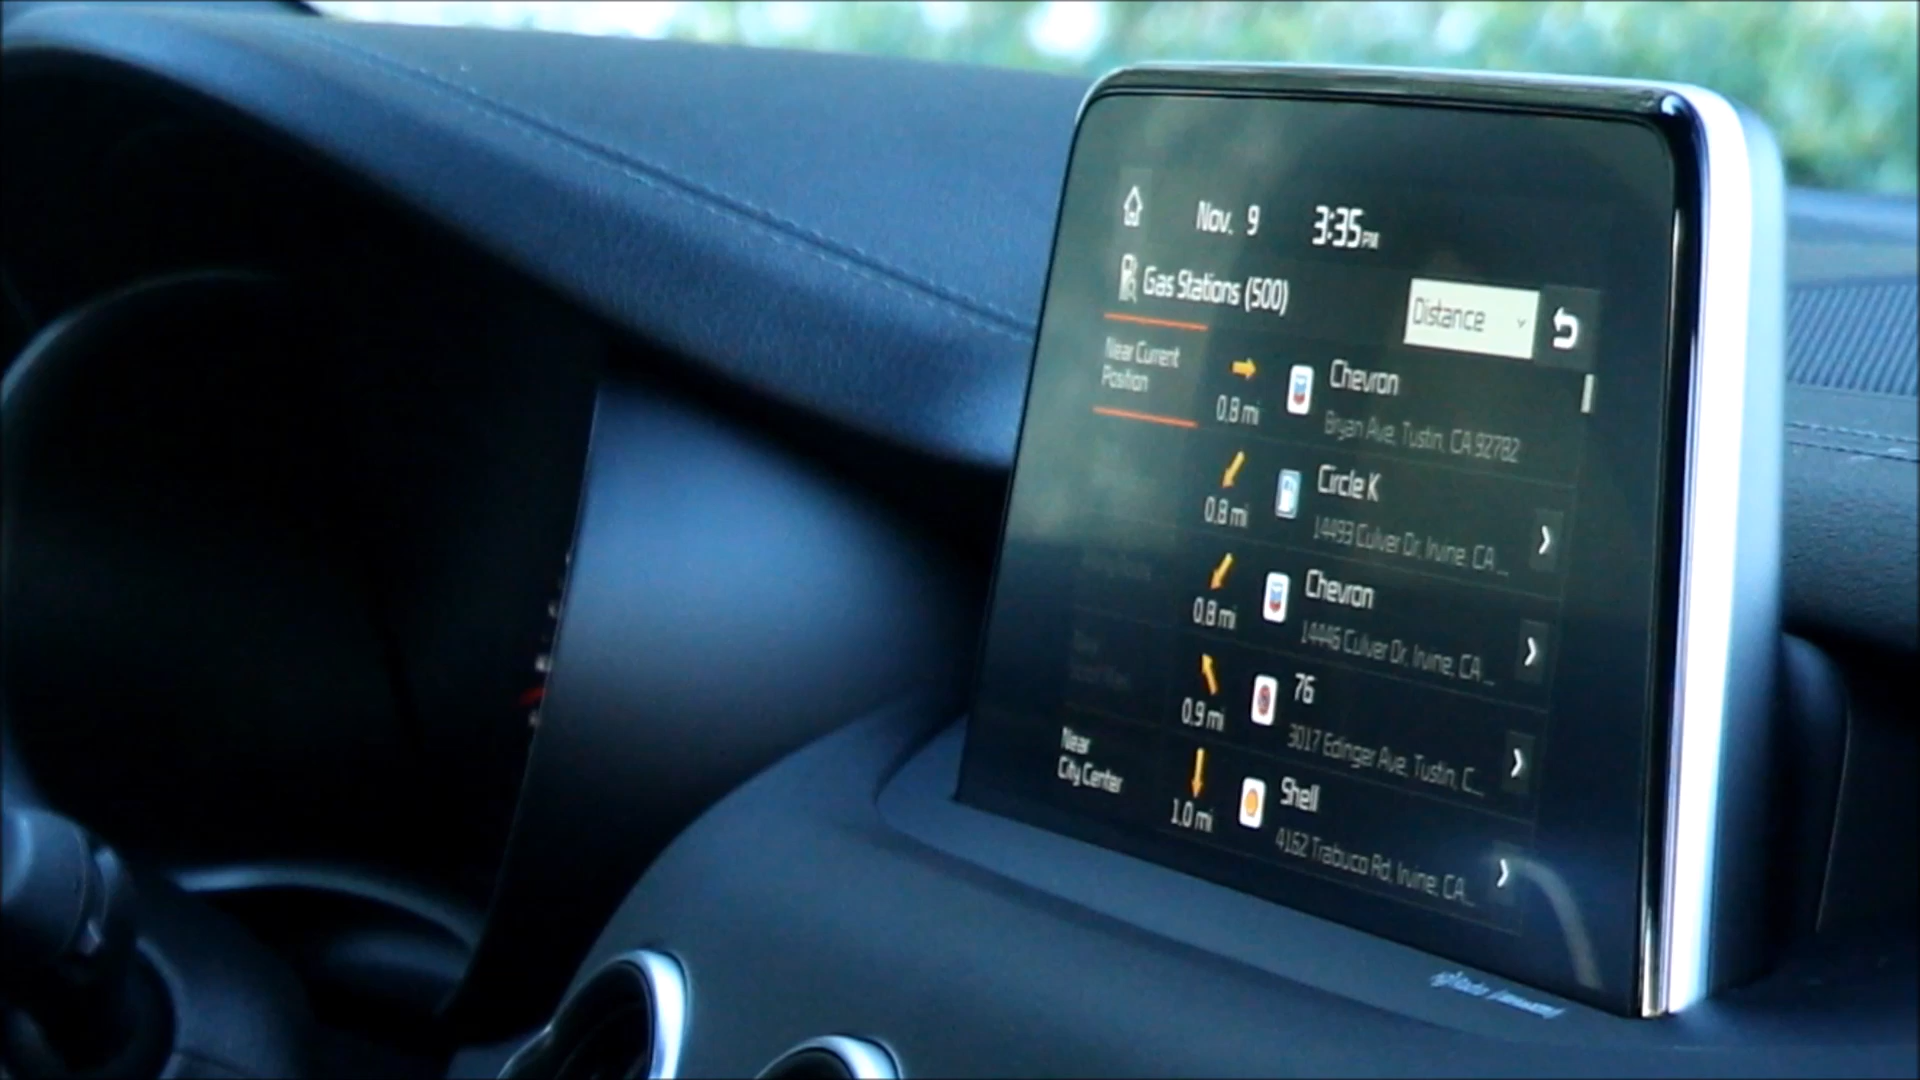 Nov. 9 3:35 PM
Gas Stations (500)
Distance
Near Current
Position
0.8 mi
Chevron
Bryan Ave, Tustin, CA 92782
0.8 mi
Circle K
14493 Culver Dr, Irvine, CA ...
0.8 mi
Chevron
14446 Culver Dr, Irvine, CA ...
0.9 mi
76
3017 Edinger Ave, Tustin, C...
Near
City Center
1.0 mi
Shell
4162 Trabuco Rd, Irvine, CA...